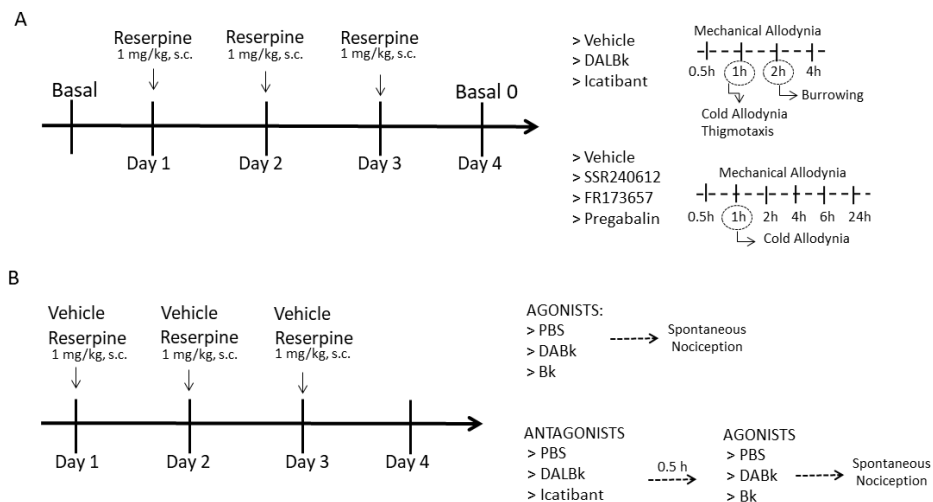 A
Reserpine
1 mg/kg, s.c.
Reserpine
1 mg/kg, s.c.
Reserpine
1 mg/kg, s.c.
Basal
Basal 0
Day 1
Day 2
Day 3
Day 4
> Vehicle
> DALBk
> Icatibant
Mechanical Allodynia
0.5h 1h 2h 4h
Burrowing
Cold Allodynia
Thigmotaxis
> Vehicle
> SSR240612
> FR173657
> Pregabalin
Mechanical Allodynia
0.5h 1h 2h 4h 6h 24h
Cold Allodynia
B
Vehicle
Reserpine
1 mg/kg, s.c.
Vehicle
Reserpine
1 mg/kg, s.c.
Vehicle
Reserpine
1 mg/kg, s.c.
Day 1
Day 2
Day 3
Day 4
AGONISTS:
> PBS
> DABk
> Bk
Spontaneous
Nociception
ANTAGONISTS
> PBS
> DALBk
> Icatibant
0.5 h
AGONISTS
> PBS
> DABk
> Bk
Spontaneous
Nociception